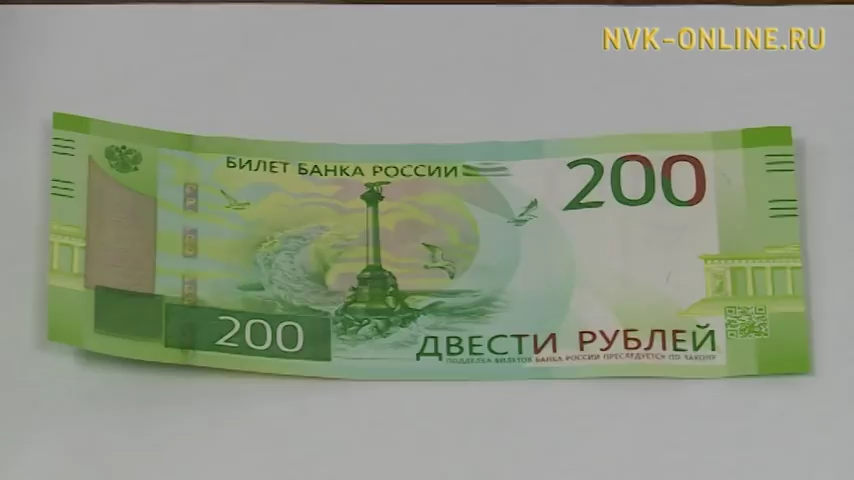 NVK-ONLINE.RU
БИЛЕТ БАНКА РОССИИ
200
200
ДВЕСТИ РУБЛЕЙ
ПОДДЕЛКА БИЛЕТОВ БАНКА РОССИИ ПРЕСЛЕДУЕТСЯ ПО ЗАКОНУ